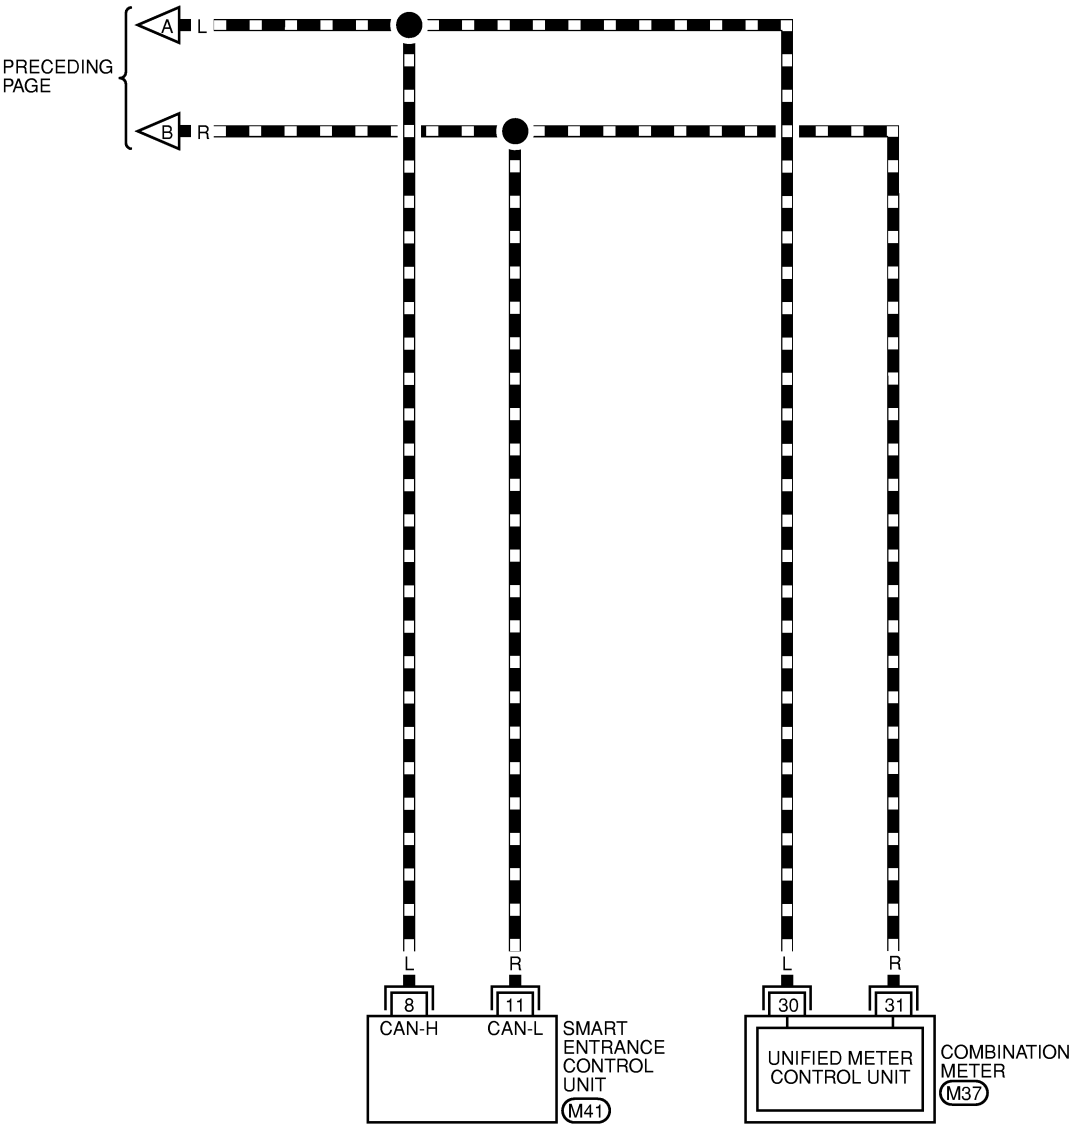 A L
PRECEDING
PAGE
B R
L R L R
8 11 30 31
CAN-H CAN-L
SMART
ENTRANCE
CONTROL
UNIT
M41
UNIFIED METER
CONTROL UNIT
COMBINATION
METER
M37